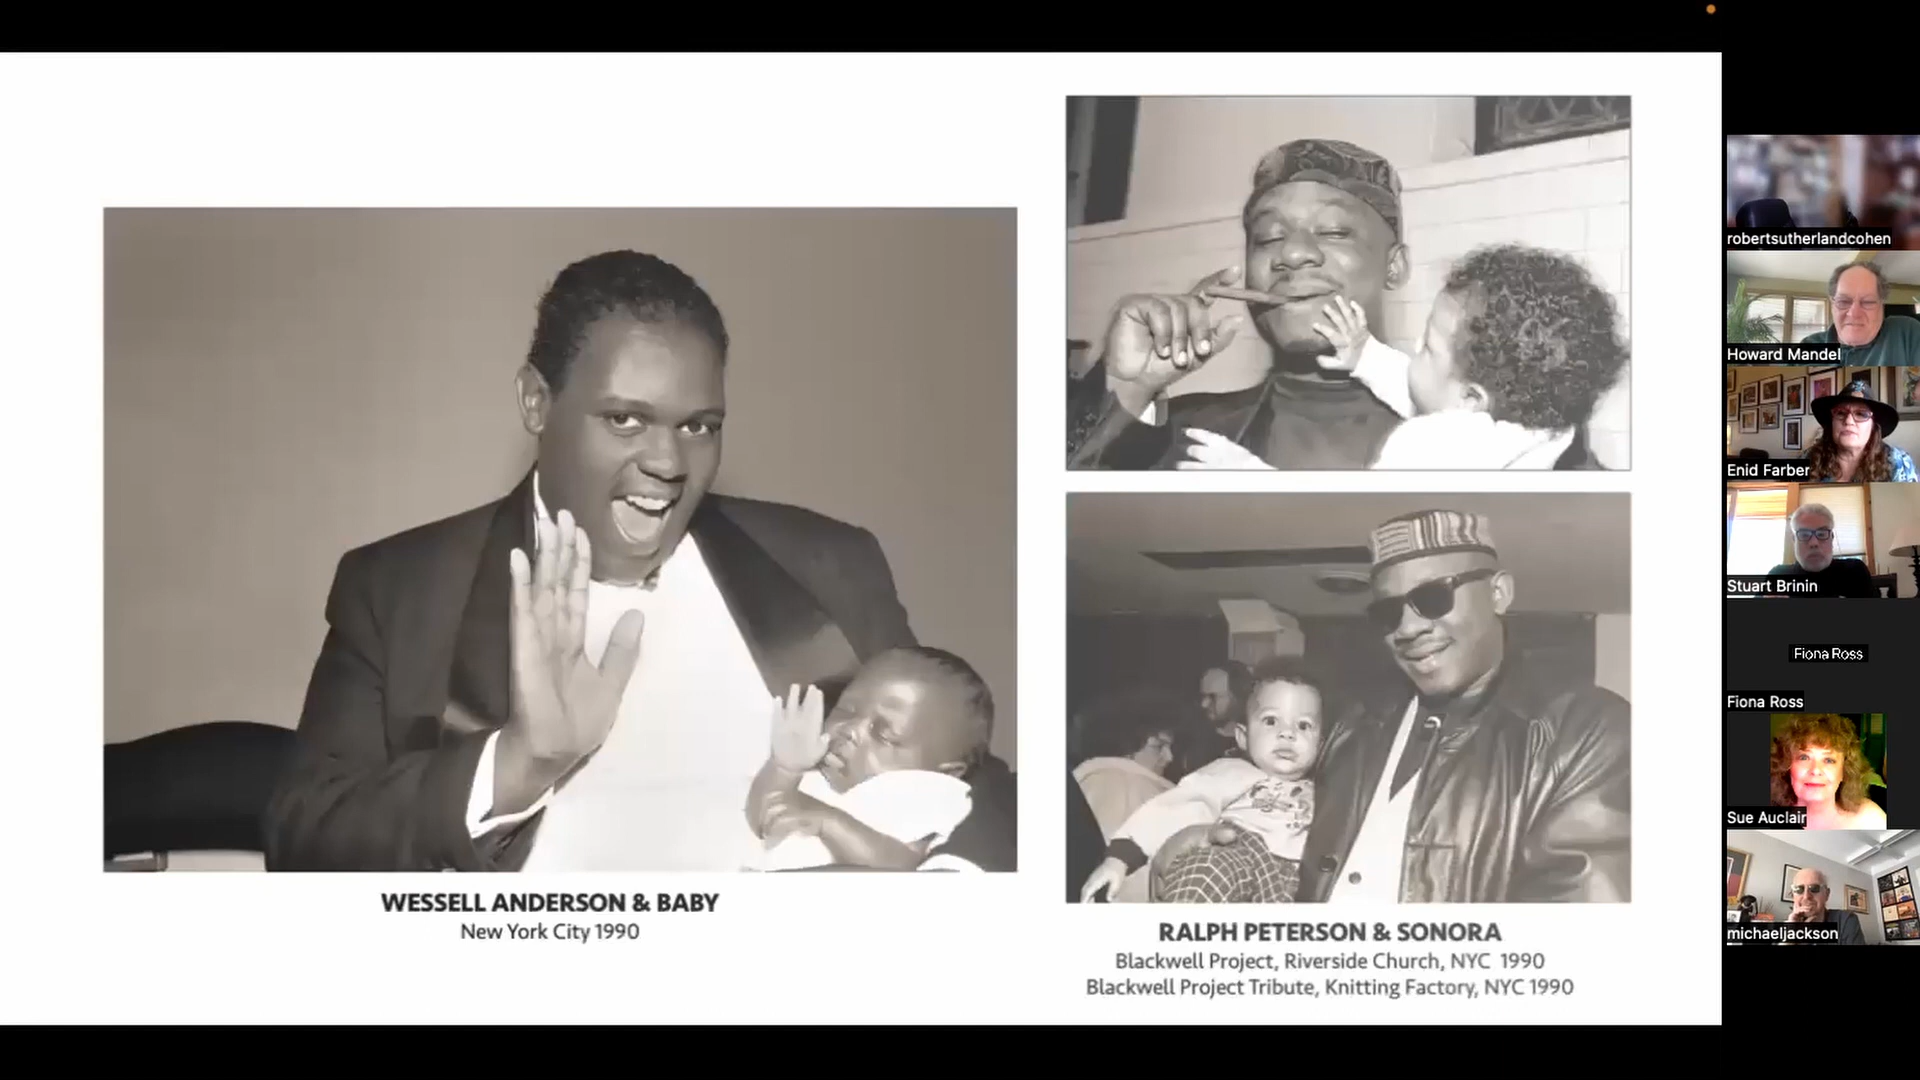 WESSELL ANDERSON & BABY
New York City 1990
RALPH PETERSON & SONORA
Blackwell Project, Riverside Church, NYC 1990
Blackwell Project Tribute, Knitting Factory, NYC 1990
robertsutherlandcohen
Howard Mandel
Enid Farber
Stuart Brinin
Fiona Ross
Fiona Ross
Sue Auclair
michaeljackson